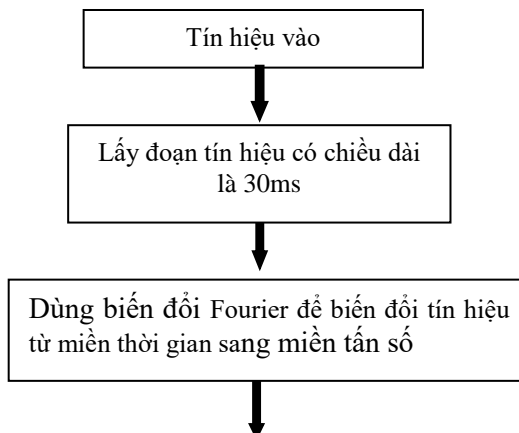 Tín hiệu vào
Lấy đoạn tín hiệu có chiều dài
là 30ms
Dùng biến đổi Fourier để biến đổi tín hiệu
từ miền thời gian sang miền tấn số